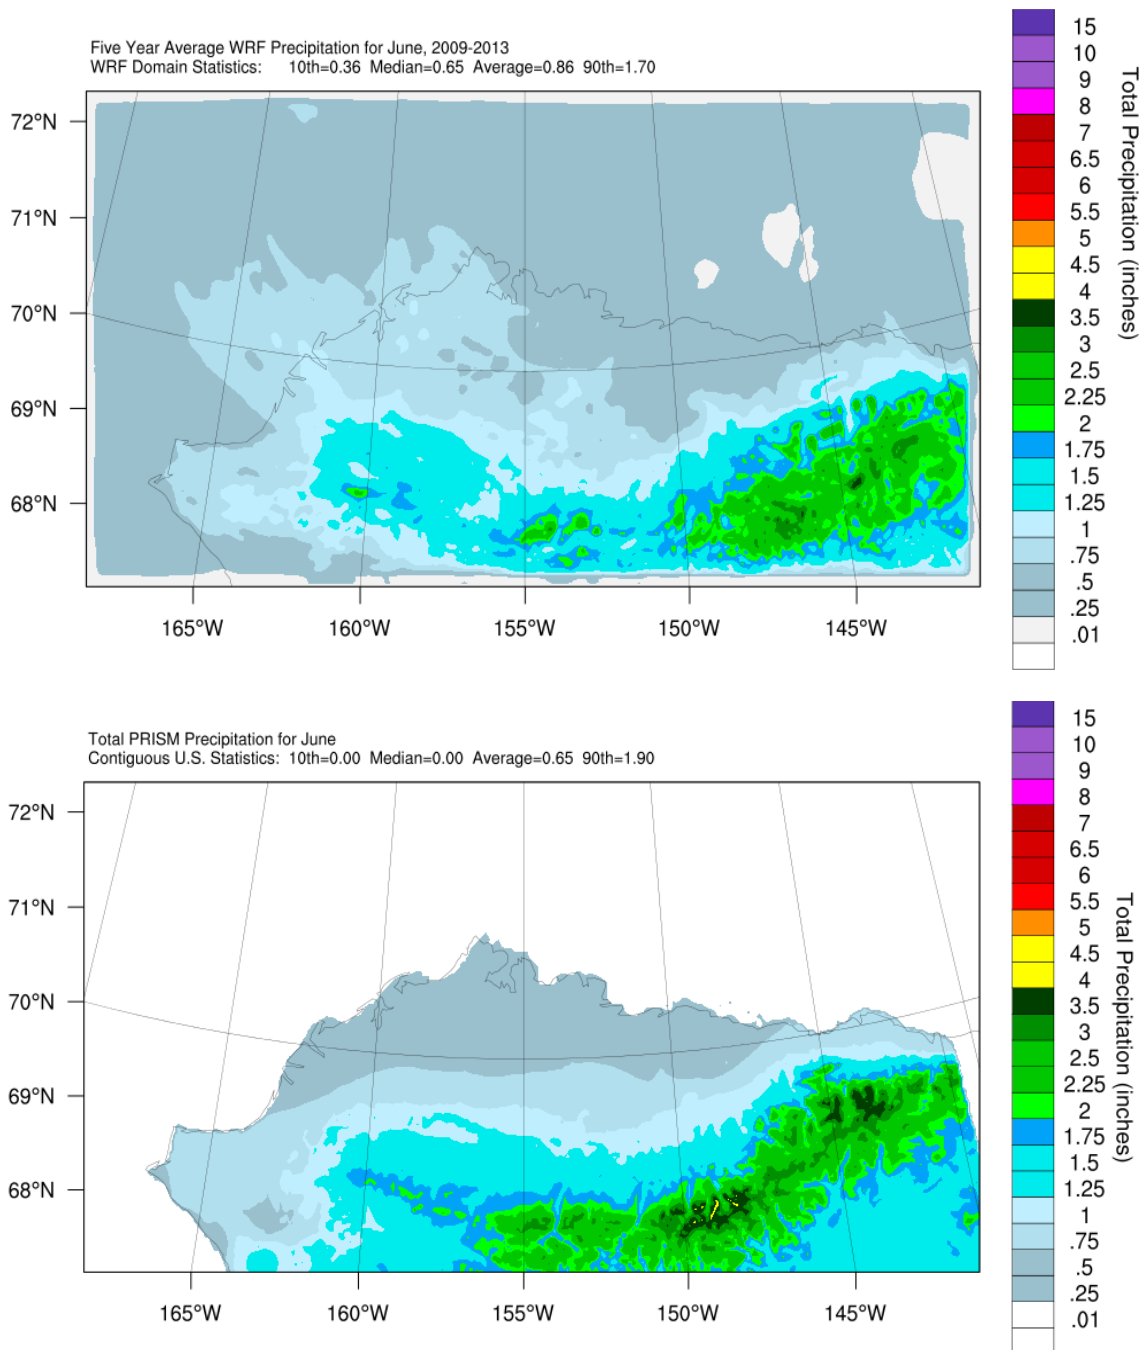 Five Year Average WRF Precipitation for June, 2009-2013
WRF Domain Statistics: 10th=0.36 Median=0.65 Average=0.86 90th=1.70
72°N
71°N
70°N
69°N
68°N
165°W
160°W
155°W
150°W
145°W
15
10
9
8
7
6.5
6
5.5
5
4.5
4
3.5
3
2.5
2.25
2
1.75
1.5
1.25
1
.75
.5
.25
.01
Total Precipitation (inches)
Total PRISM Precipitation for June
Contiguous U.S. Statistics: 10th=0.00 Median=0.00 Average=0.65 90th=1.90
72°N
71°N
70°N
69°N
68°N
165°W
160°W
155°W
150°W
145°W
15
10
9
8
7
6.5
6
5.5
5
4.5
4
3.5
3
2.5
2.25
2
1.75
1.5
1.25
1
.75
.5
.25
.01
Total Precipitation (inches)